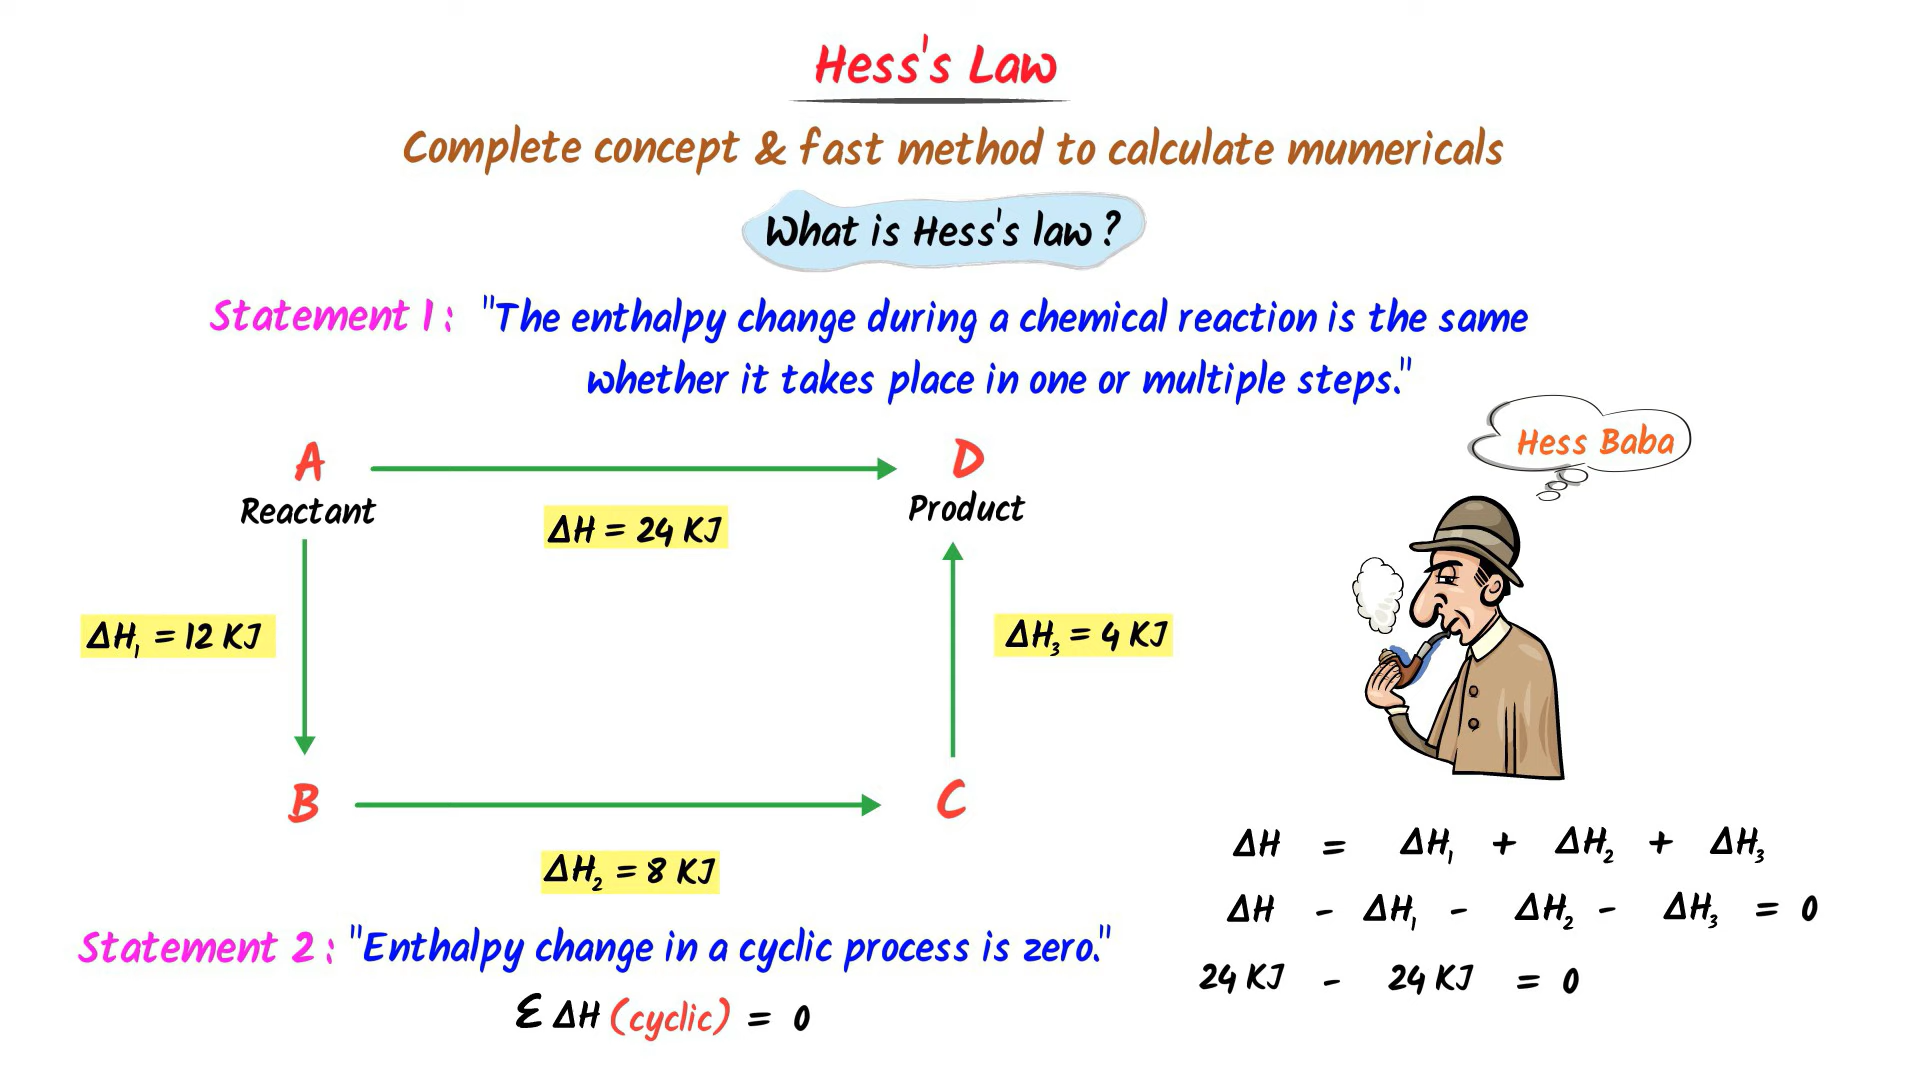 Hess's Law
Complete concept & fast method to calculate mumericals
What is Hess's law?
Statement 1: "The enthalpy change during a chemical reaction is the same
whether it takes place in one or multiple steps."
Hess Baba
A
D
Reactant
Product
ΔH = 24 KJ
ΔH₁ = 12 KJ
ΔH₃ = 4 KJ
B
C
ΔH₂ = 8 KJ
ΔH = ΔH₁ + ΔH₂ + ΔH₃
ΔH - ΔH₁ - ΔH₂ - ΔH₃ = 0
Statement 2: "Enthalpy change in a cyclic process is zero."
24 KJ - 24 KJ = 0
Ɛ ΔH (cyclic) = 0